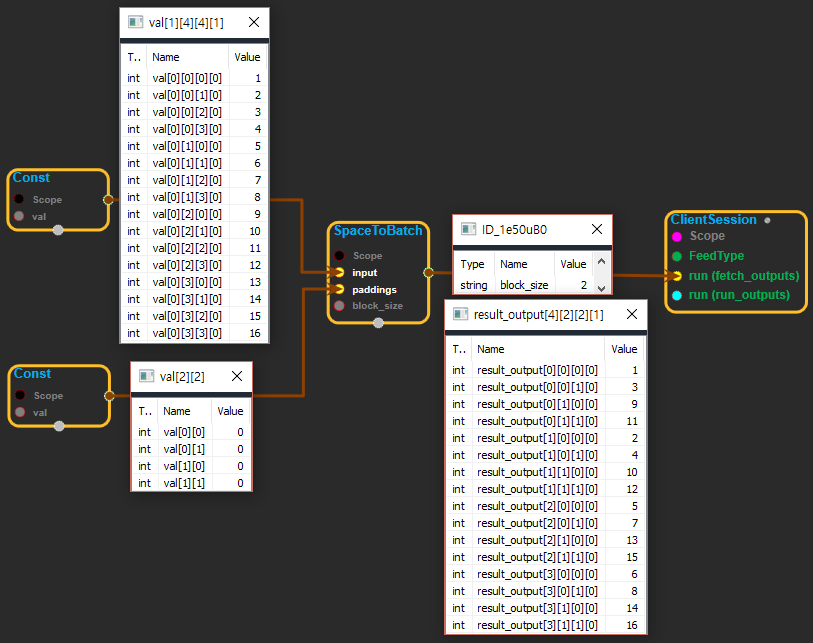 val[1][4][4][1]
T.. Name Value
int val[0][0][0][0] 1
int val[0][0][1][0] 2
int val[0][0][2][0] 3
int val[0][0][3][0] 4
int val[0][1][0][0] 5
int val[0][1][1][0] 6
int val[0][1][2][0] 7
int val[0][1][3][0] 8
int val[0][2][0][0] 9
int val[0][2][1][0] 10
int val[0][2][2][0] 11
int val[0][2][3][0] 12
int val[0][3][0][0] 13
int val[0][3][1][0] 14
int val[0][3][2][0] 15
int val[0][3][3][0] 16
Const
Scope
val
Const
Scope
val
val[2][2]
T.. Name Value
int val[0][0] 0
int val[0][1] 0
int val[1][0] 0
int val[1][1] 0
SpaceToBatch
Scope
input
paddings
block_size
ID_1e50uB0
Type Name Value
string block_size 2
result_output[4][2][2][1]
T.. Name Value
int result_output[0][0][0][0] 1
int result_output[0][0][1][0] 3
int result_output[0][1][0][0] 9
int result_output[0][1][1][0] 11
int result_output[1][0][0][0] 2
int result_output[1][0][1][0] 4
int result_output[1][1][0][0] 10
int result_output[1][1][1][0] 12
int result_output[2][0][0][0] 5
int result_output[2][0][1][0] 7
int result_output[2][1][0][0] 13
int result_output[2][1][1][0] 15
int result_output[3][0][0][0] 6
int result_output[3][0][1][0] 8
int result_output[3][1][0][0] 14
int result_output[3][1][1][0] 16
ClientSession
Scope
FeedType
run (fetch_outputs)
run (run_outputs)